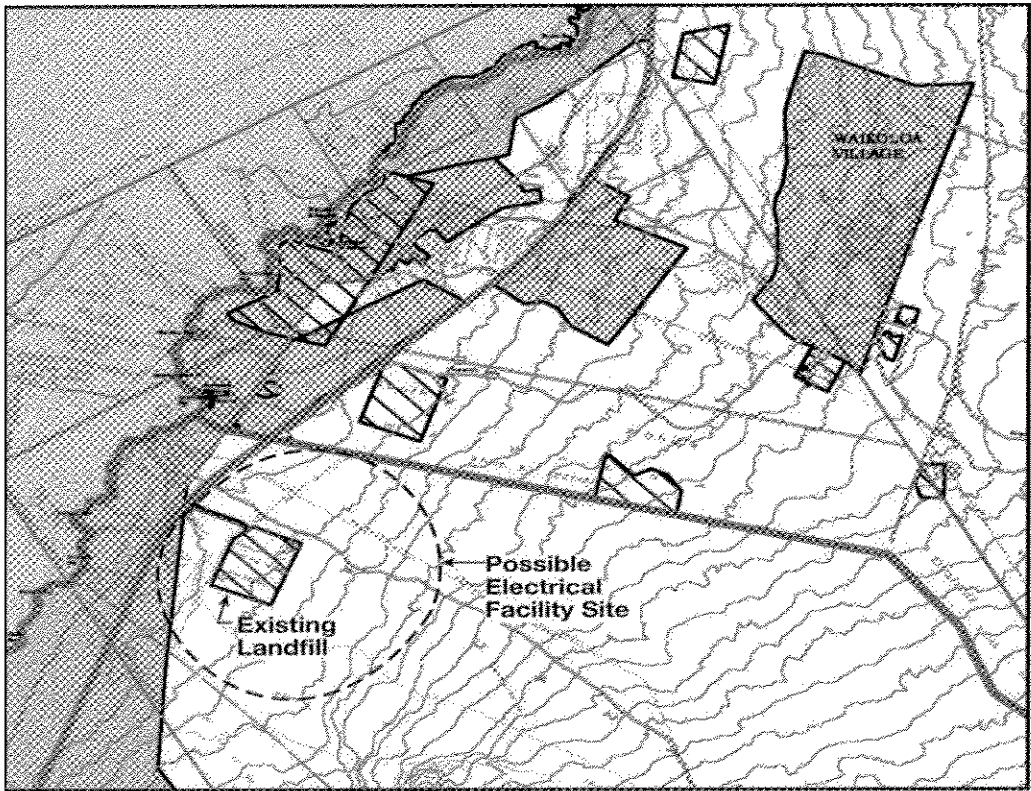 WAIKOLOA
VILLAGE
Possible
Electrical
Facility Site
Existing
Landfill